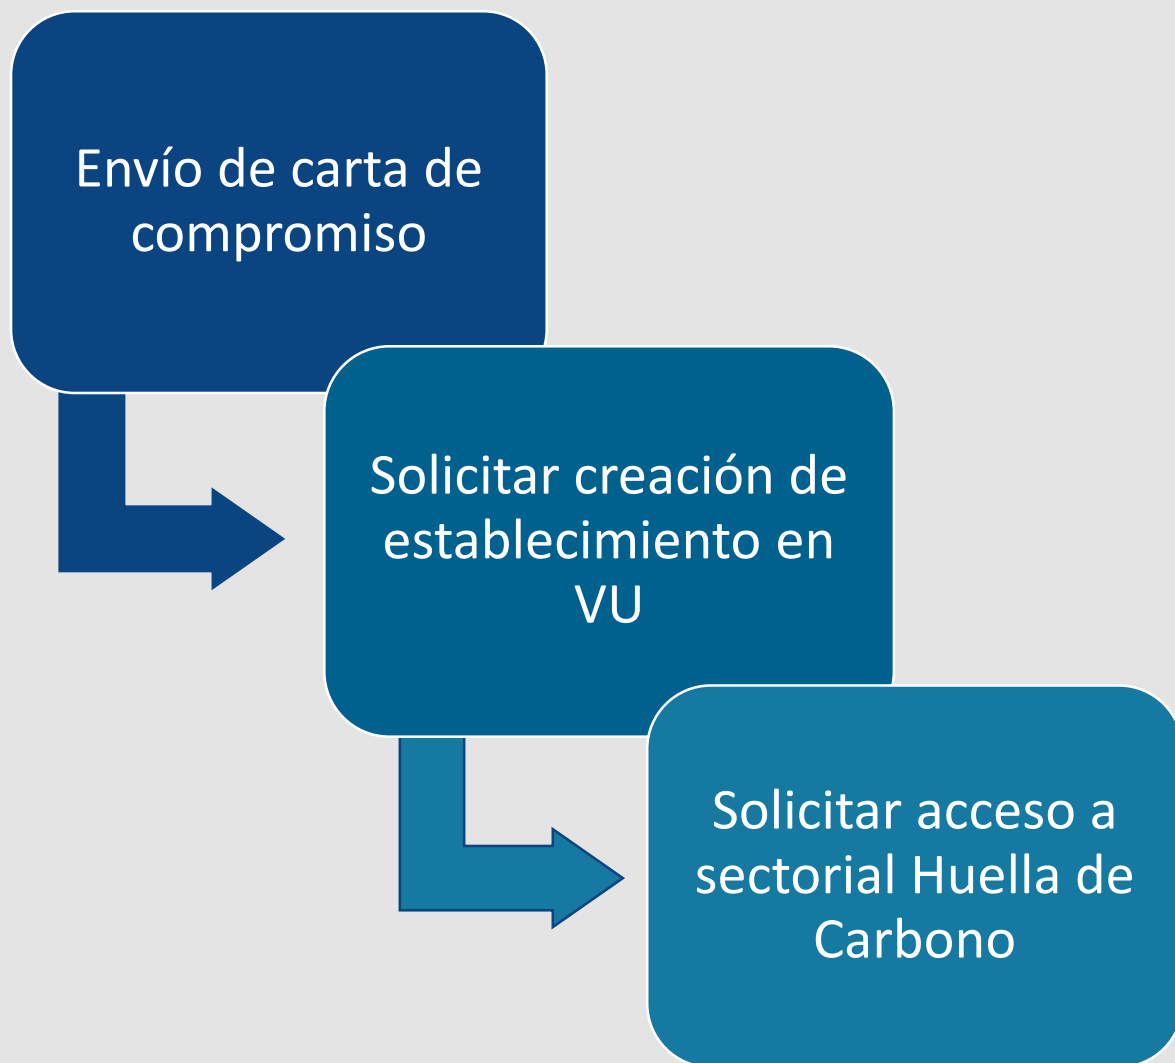 Envío de carta de
compromiso
Solicitar creación de
establecimiento en
VU
Solicitar acceso a
sectorial Huella de
Carbono